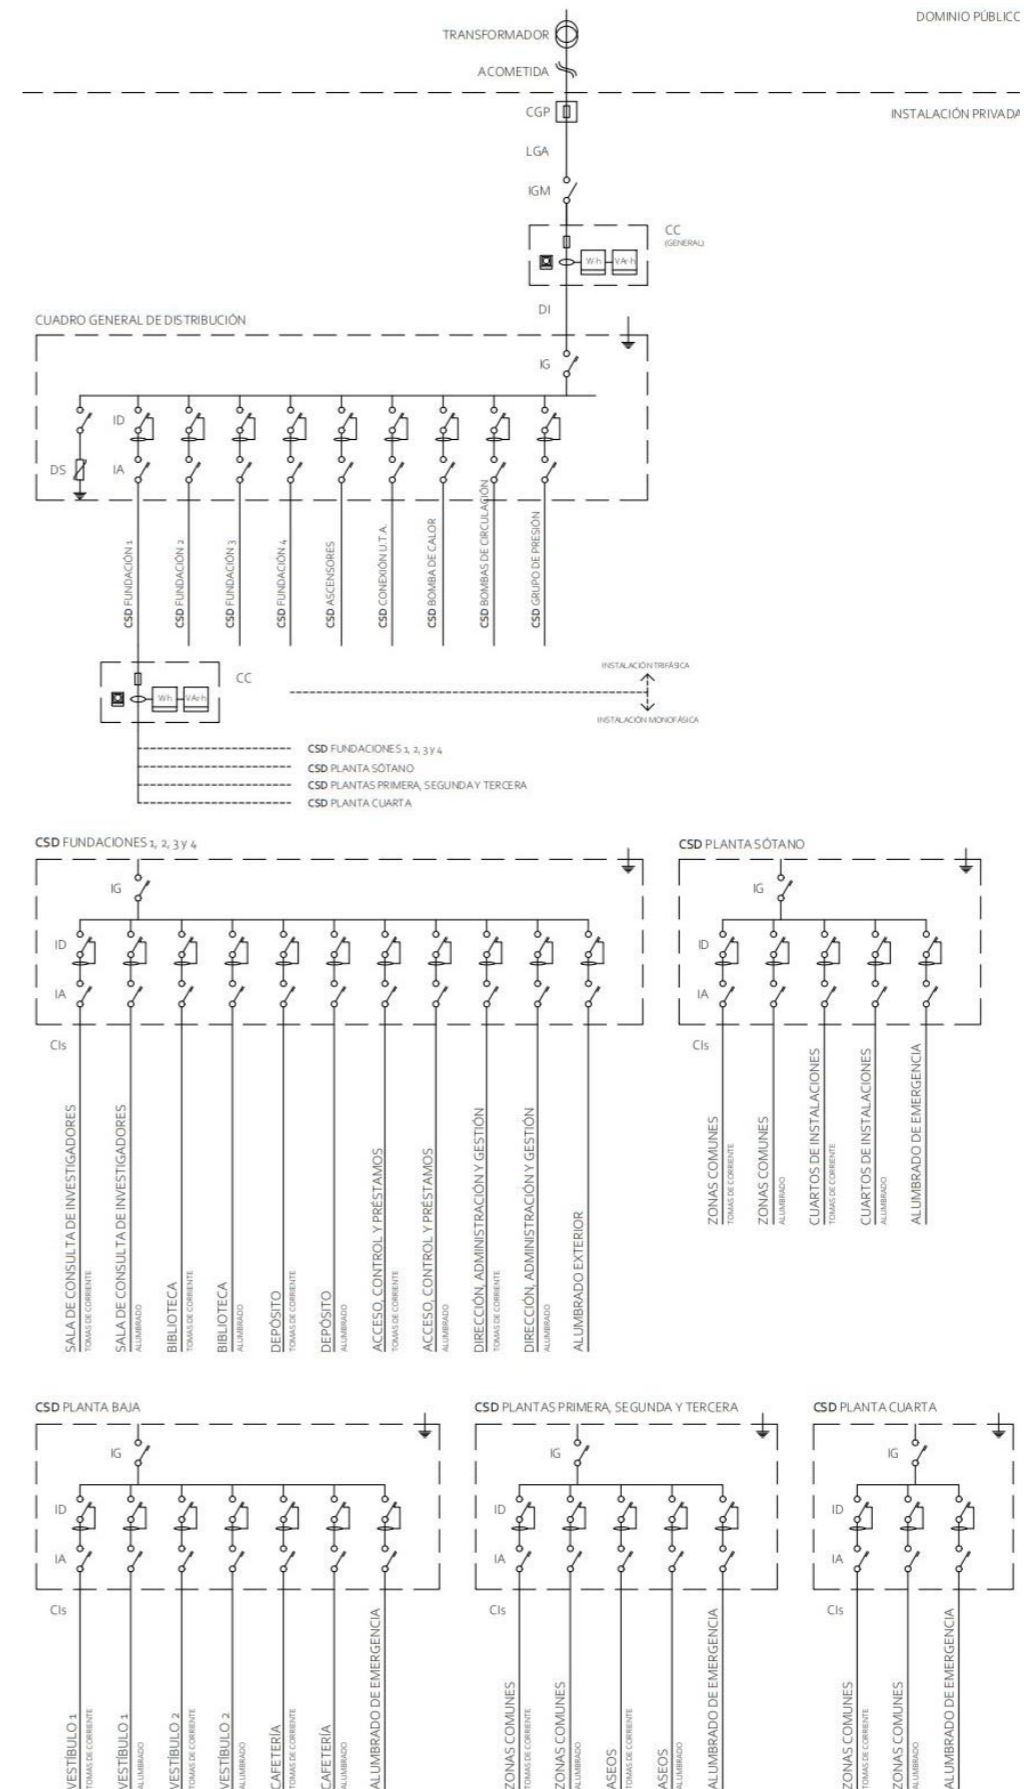 DOMINIO PÚBLICO
TRANSFORMADOR
ACOMETIDA
CGP
INSTALACIÓN PRIVADA
LGA
IGM
CC
(GENERAL)
Wh
VAr-h
DI
CUADRO GENERAL DE DISTRIBUCIÓN
IG
ID
DS
IA
CSD FUNDACIÓN 1
CSD FUNDACIÓN 2
CSD FUNDACIÓN 3
CSD FUNDACIÓN 4
CSD ASCENSORES
CSD CONEXIÓN U.T.A.
CSD BOMBA DE CALOR
CSD BOMBAS DE CIRCULACIÓN
CSD GRUPO DE PRESIÓN
CC
Wh
VAr-h
INSTALACIÓN TRIFÁSICA
INSTALACIÓN MONOFÁSICA
CSD FUNDACIONES 1, 2, 3 y 4
CSD PLANTA SÓTANO
CSD PLANTAS PRIMERA, SEGUNDA Y TERCERA
CSD PLANTA CUARTA
CSD FUNDACIONES 1, 2, 3 y 4
IG
ID
IA
CIs
SALA DE CONSULTA DE INVESTIGADORES
TOMAS DE CORRIENTE
SALA DE CONSULTA DE INVESTIGADORES
ALUMBRADO
BIBLIOTECA
TOMAS DE CORRIENTE
BIBLIOTECA
ALUMBRADO
DEPÓSITO
TOMAS DE CORRIENTE
DEPÓSITO
ALUMBRADO
ACCESO, CONTROL Y PRÉSTAMOS
TOMAS DE CORRIENTE
ACCESO, CONTROL Y PRÉSTAMOS
ALUMBRADO
DIRECCIÓN, ADMINISTRACIÓN Y GESTIÓN
TOMAS DE CORRIENTE
DIRECCIÓN, ADMINISTRACIÓN Y GESTIÓN
ALUMBRADO
ALUMBRADO EXTERIOR
CSD PLANTA SÓTANO
IG
ID
IA
CIs
ZONAS COMUNES
TOMAS DE CORRIENTE
ZONAS COMUNES
ALUMBRADO
CUARTOS DE INSTALACIONES
TOMAS DE CORRIENTE
CUARTOS DE INSTALACIONES
ALUMBRADO
ALUMBRADO DE EMERGENCIA
CSD PLANTA BAJA
IG
ID
IA
CIs
VESTÍBULO 1
TOMAS DE CORRIENTE
VESTÍBULO 1
ALUMBRADO
VESTÍBULO 2
TOMAS DE CORRIENTE
VESTÍBULO 2
ALUMBRADO
CAFETERÍA
TOMAS DE CORRIENTE
CAFETERÍA
ALUMBRADO
ALUMBRADO DE EMERGENCIA
CSD PLANTAS PRIMERA, SEGUNDA Y TERCERA
IG
ID
IA
CIs
ZONAS COMUNES
TOMAS DE CORRIENTE
ZONAS COMUNES
ALUMBRADO
ASEOS
TOMAS DE CORRIENTE
ASEOS
ALUMBRADO
ALUMBRADO DE EMERGENCIA
CSD PLANTA CUARTA
IG
ID
IA
CIs
ZONAS COMUNES
TOMAS DE CORRIENTE
ZONAS COMUNES
ALUMBRADO
ALUMBRADO DE EMERGENCIA